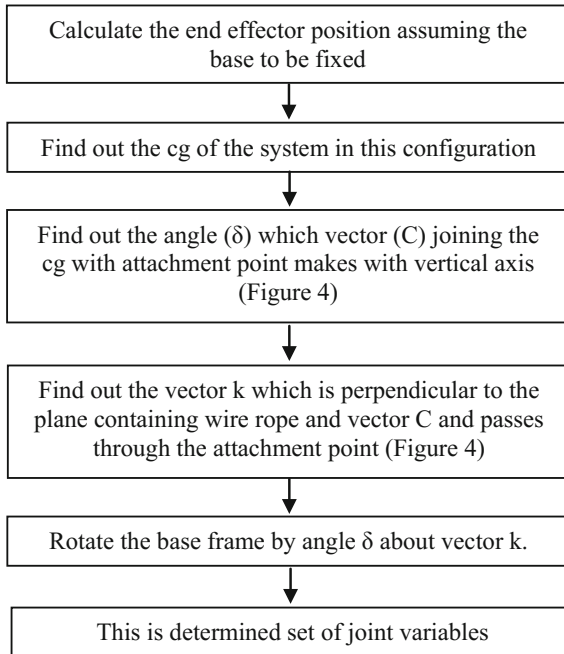 Calculate the end effector position assuming the
base to be fixed
Find out the cg of the system in this configuration
Find out the angle (δ) which vector (C) joining the
cg with attachment point makes with vertical axis
(Figure 4)
Find out the vector k which is perpendicular to the
plane containing wire rope and vector C and passes
through the attachment point (Figure 4)
Rotate the base frame by angle δ about vector k.
This is determined set of joint variables